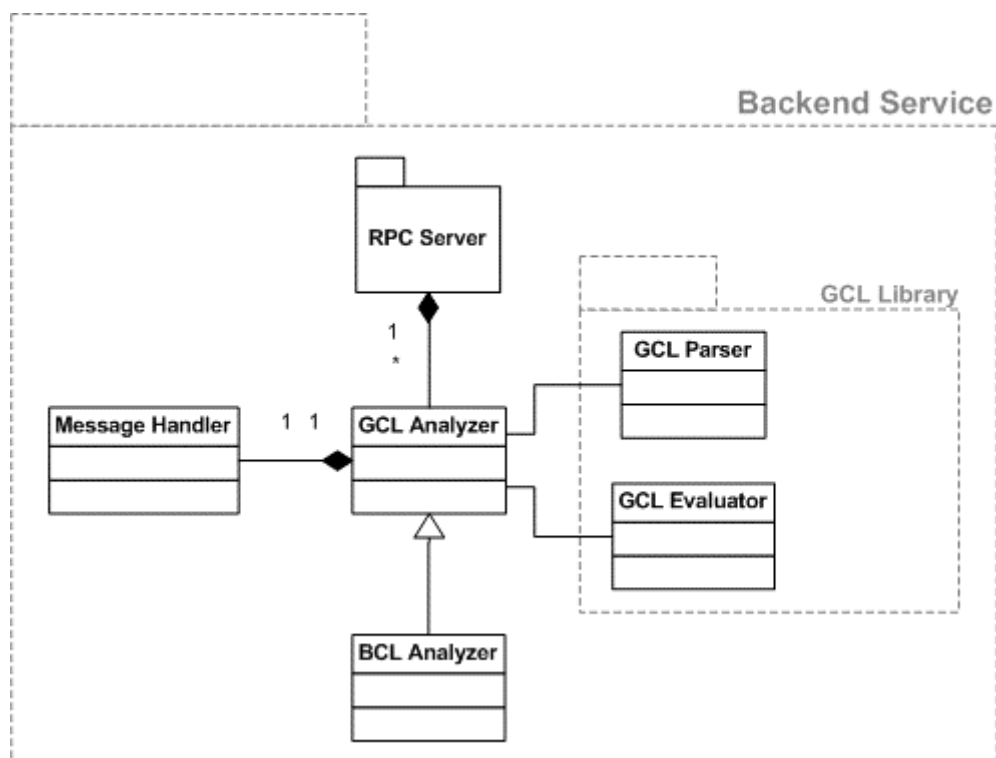 Backend Service
RPC Server
GCL Library
1
*
GCL Parser
Message Handler
1 1
GCL Analyzer
GCL Evaluator
BCL Analyzer